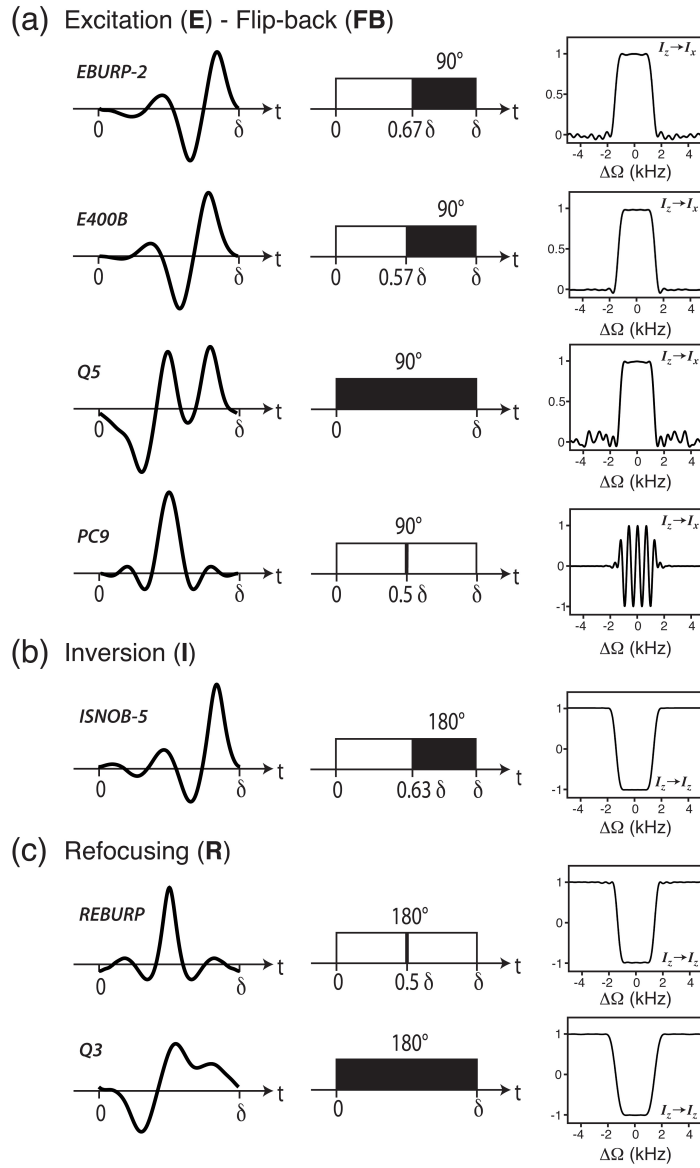 (a) Excitation (E) - Flip-back (FB)
EBURP-2
t
0
δ
90°
t
0
0.67 δ
δ
Iz→Ix
1
0.5
0
-4 -2 0 2 4
ΔΩ (kHz)
E400B
t
0
δ
90°
t
0
0.57 δ
δ
Iz→Ix
1
0.5
0
-4 -2 0 2 4
ΔΩ (kHz)
Q5
t
0
δ
90°
t
0
δ
Iz→Ix
1
0.5
0
-4 -2 0 2 4
ΔΩ (kHz)
PC9
t
0
δ
90°
t
0
0.5 δ
δ
Iz→Ix
1
0
-1
-4 -2 0 2 4
ΔΩ (kHz)
(b) Inversion (I)
ISNOB-5
t
0
δ
180°
t
0
0.63 δ
δ
1
0
-1
Iz→Iz
-4 -2 0 2 4
ΔΩ (kHz)
(c) Refocusing (R)
REBURP
t
0
δ
180°
t
0
0.5 δ
δ
1
0
-1
Iz→Iz
-4 -2 0 2 4
ΔΩ (kHz)
Q3
t
0
δ
180°
t
0
δ
1
0
-1
Iz→Iz
-4 -2 0 2 4
ΔΩ (kHz)